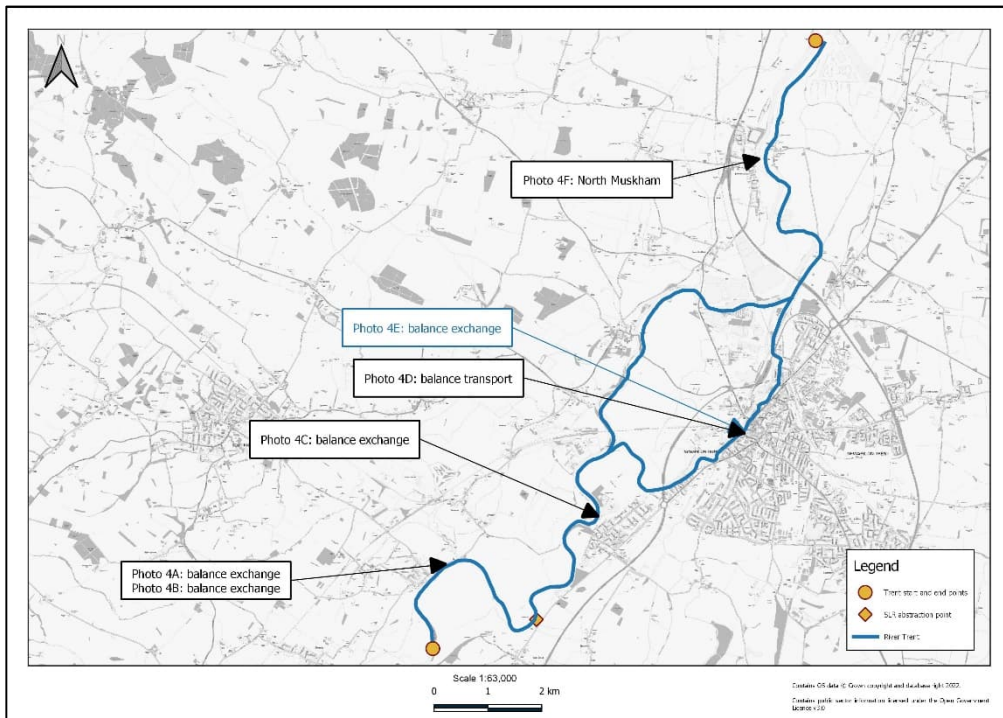 Photo 4F: North Muskham
Photo 4E: balance exchange
Photo 4D: balance transport
Photo 4C: balance exchange
Photo 4A: balance exchange
Photo 4B: balance exchange
Legend
Trent start and end points
SLR abstraction point
River Trent
Scale 1:63,000
0 1 2 km
Contains OS data © Crown copyright and database right 2022.
Contains public sector information licensed under the Open Government
Licence v3.0